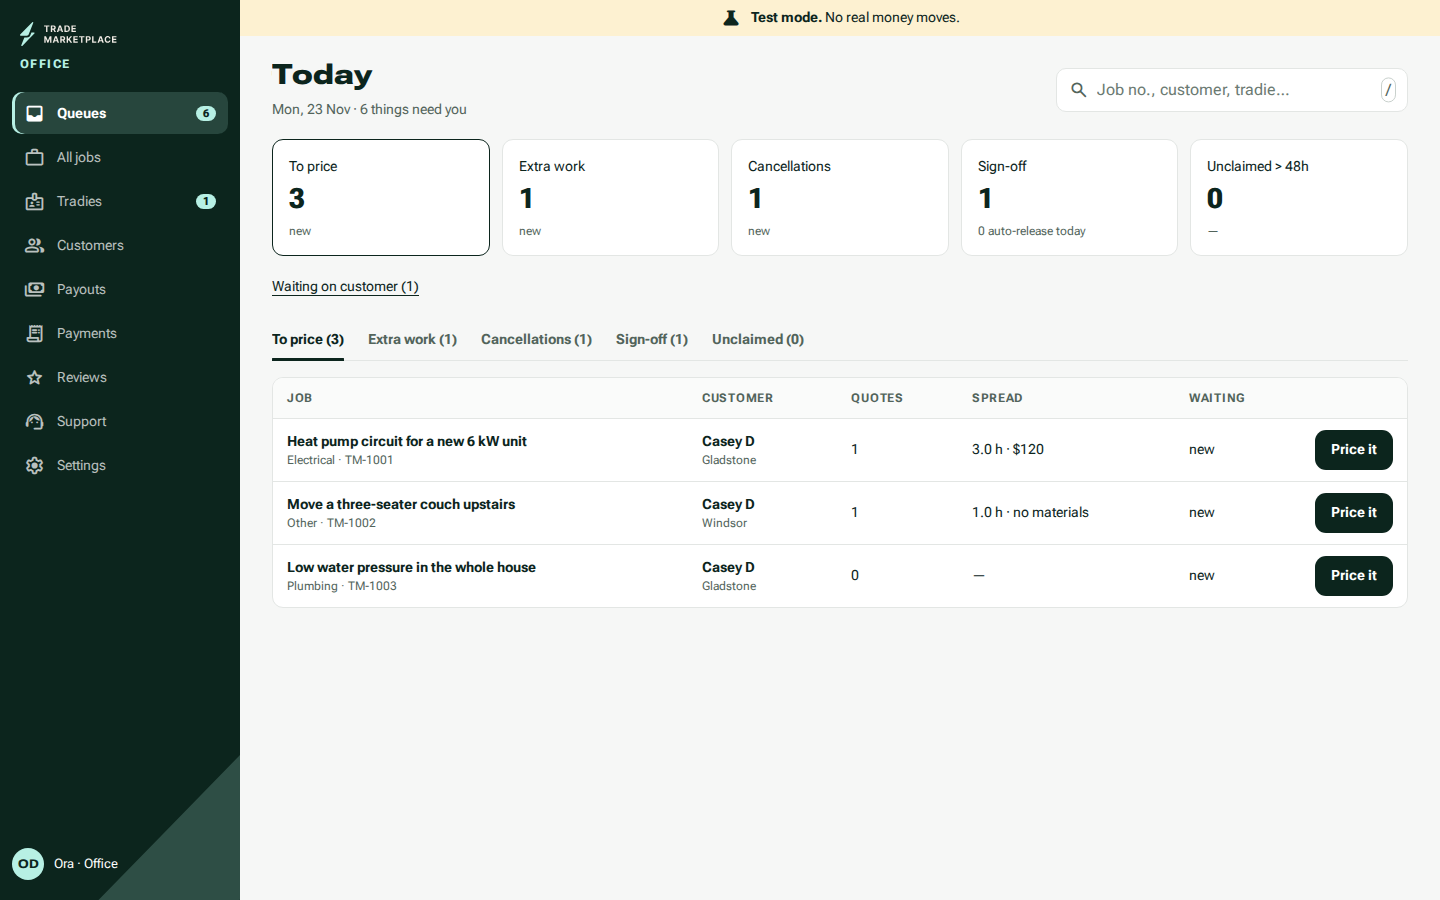 TRADE
MARKETPLACE
OFFICE
Queues 6
All jobs
Tradies 1
Customers
Payouts
Payments
Reviews
Support
Settings
OD Ora · Office
Test mode. No real money moves.
Today
Mon, 23 Nov · 6 things need you
Job no., customer, tradie... /
To price
3
new
Extra work
1
new
Cancellations
1
new
Sign-off
1
0 auto-release today
Unclaimed > 48h
0
—
Waiting on customer (1)
To price (3) Extra work (1) Cancellations (1) Sign-off (1) Unclaimed (0)
JOB CUSTOMER QUOTES SPREAD WAITING
Heat pump circuit for a new 6 kW unit Casey D 1 3.0 h · $120 new Price it
Electrical · TM-1001 Gladstone
Move a three-seater couch upstairs Casey D 1 1.0 h · no materials new Price it
Other · TM-1002 Windsor
Low water pressure in the whole house Casey D 0 — new Price it
Plumbing · TM-1003 Gladstone